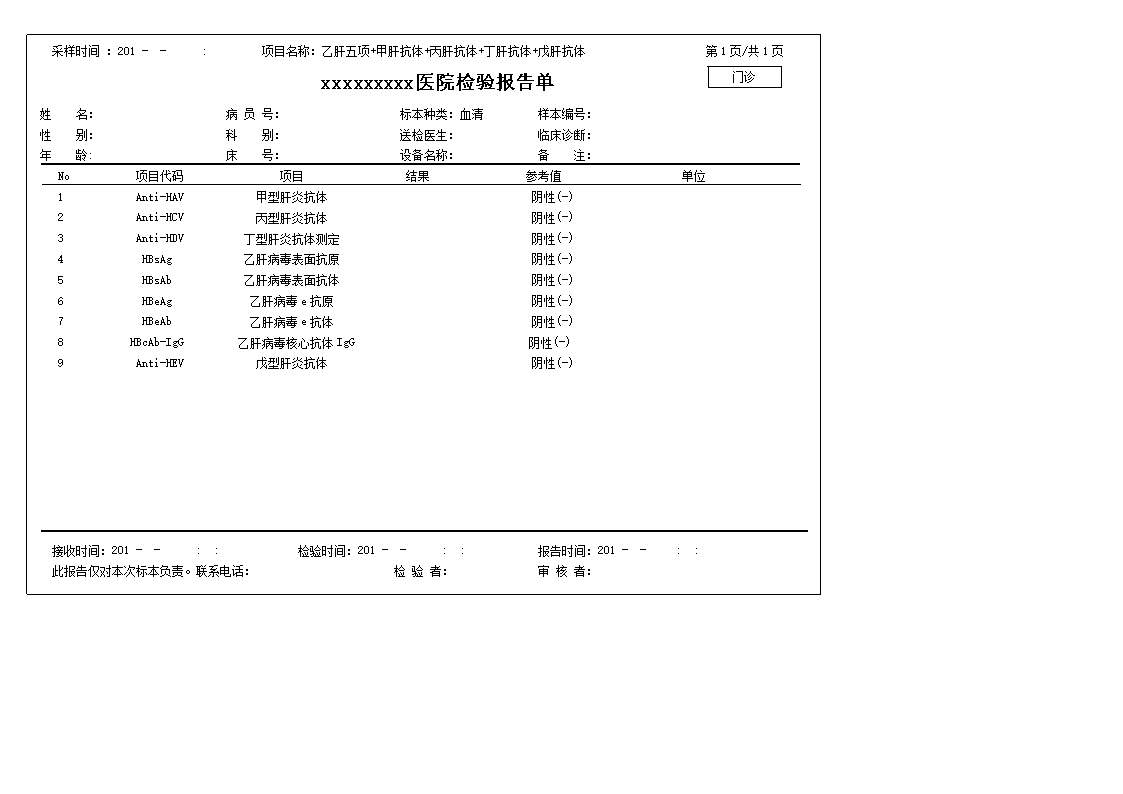 采样时间 : 201 - - : 项目名称: 乙肝五项+甲肝抗体+丙肝抗体+丁肝抗体+戊肝抗体 第1页/共1页
xxxxxxxxx医院检验报告单 门诊
姓 名: 病 员 号: 标本种类: 血清 样本编号:
性 别: 科 别: 送检医生: 临床诊断:
年 龄: 床 号: 设备名称: 备 注:
No 项目代码 项目 结果 参考值 单位
1 Anti-HAV 甲型肝炎抗体 阴性(-)
2 Anti-HCV 丙型肝炎抗体 阴性(-)
3 Anti-HDV 丁型肝炎抗体测定 阴性(-)
4 HBsAg 乙肝病毒表面抗原 阴性(-)
5 HBsAb 乙肝病毒表面抗体 阴性(-)
6 HBeAg 乙肝病毒e抗原 阴性(-)
7 HBeAb 乙肝病毒e抗体 阴性(-)
8 HBcAb-IgG 乙肝病毒核心抗体IgG 阴性(-)
9 Anti-HEV 戊型肝炎抗体 阴性(-)
接收时间: 201 - - : : 检验时间: 201 - - : : 报告时间: 201 - - : :
此报告仅对本次标本负责。联系电话: 检 验 者: 审 核 者: